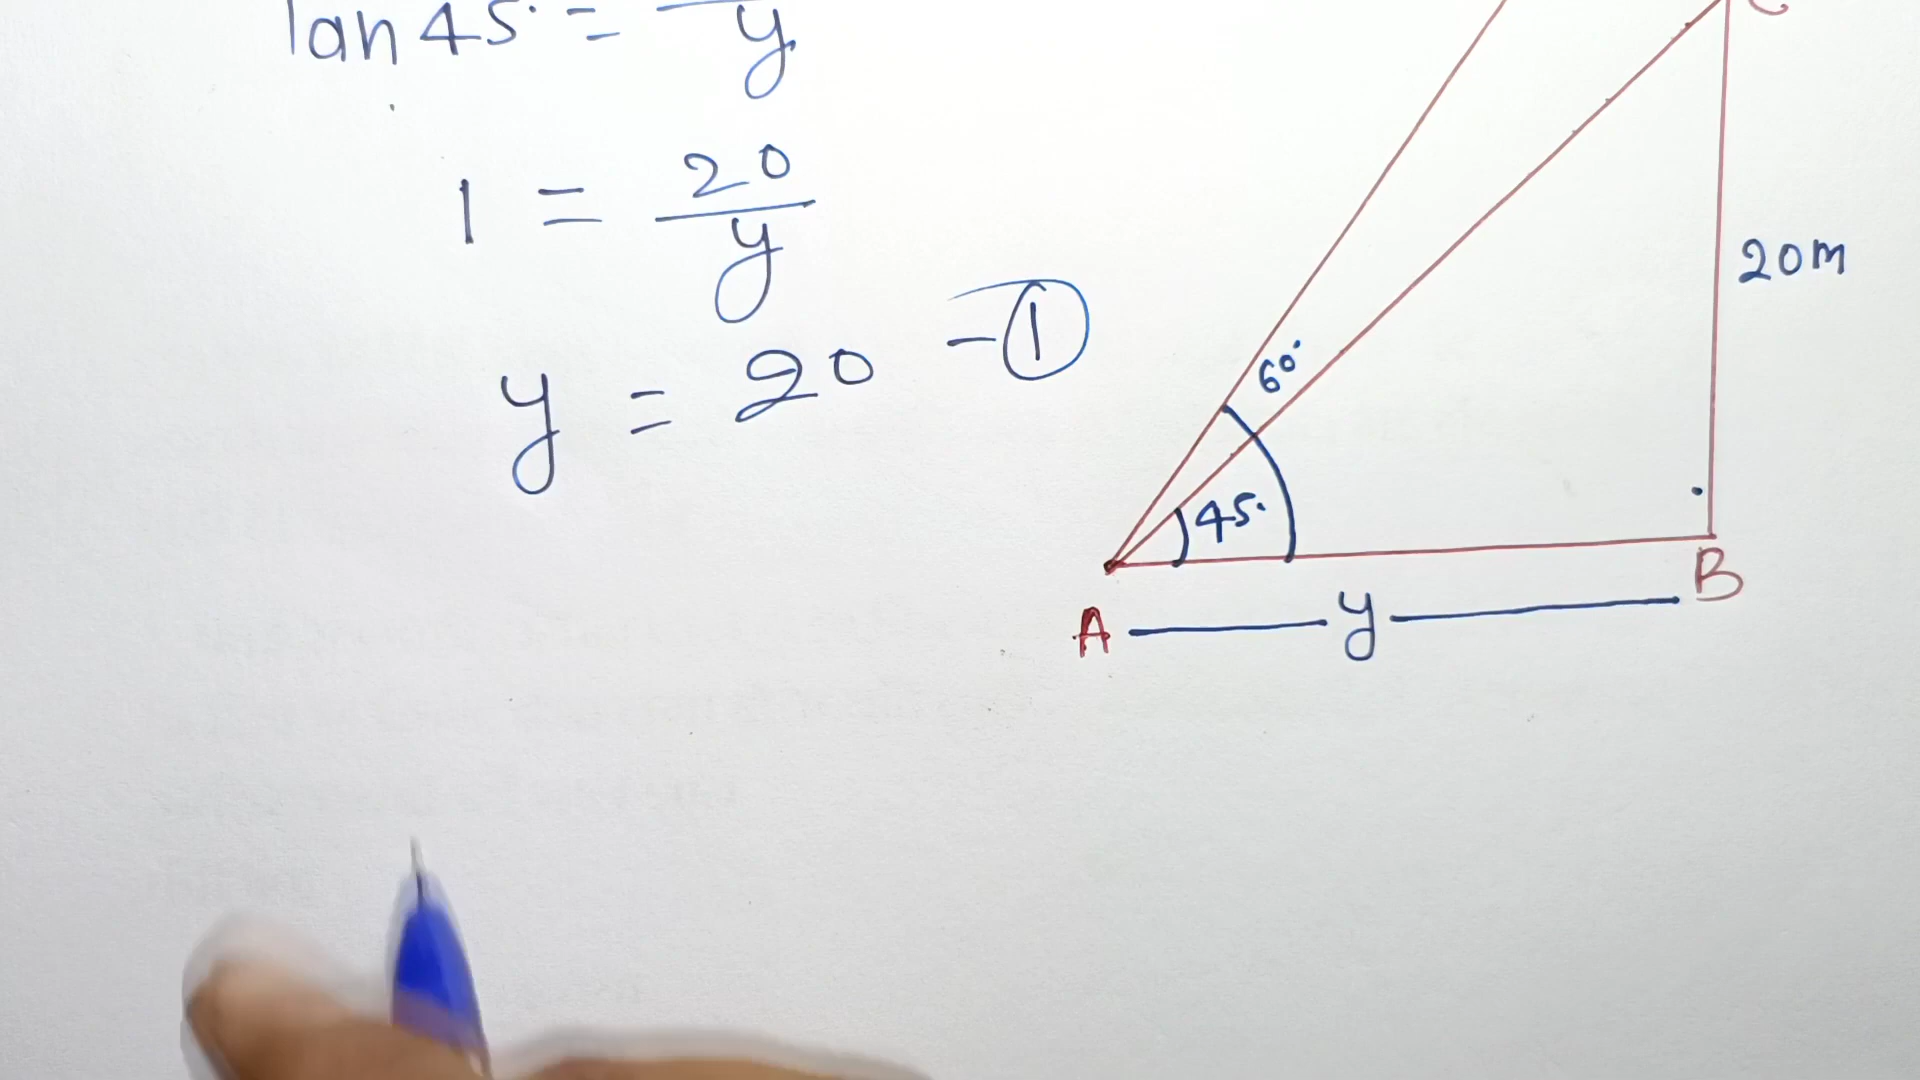 tan 45° = /y
1 = 20/y
y = 20 - ①
20m
60°
45°
B
A y